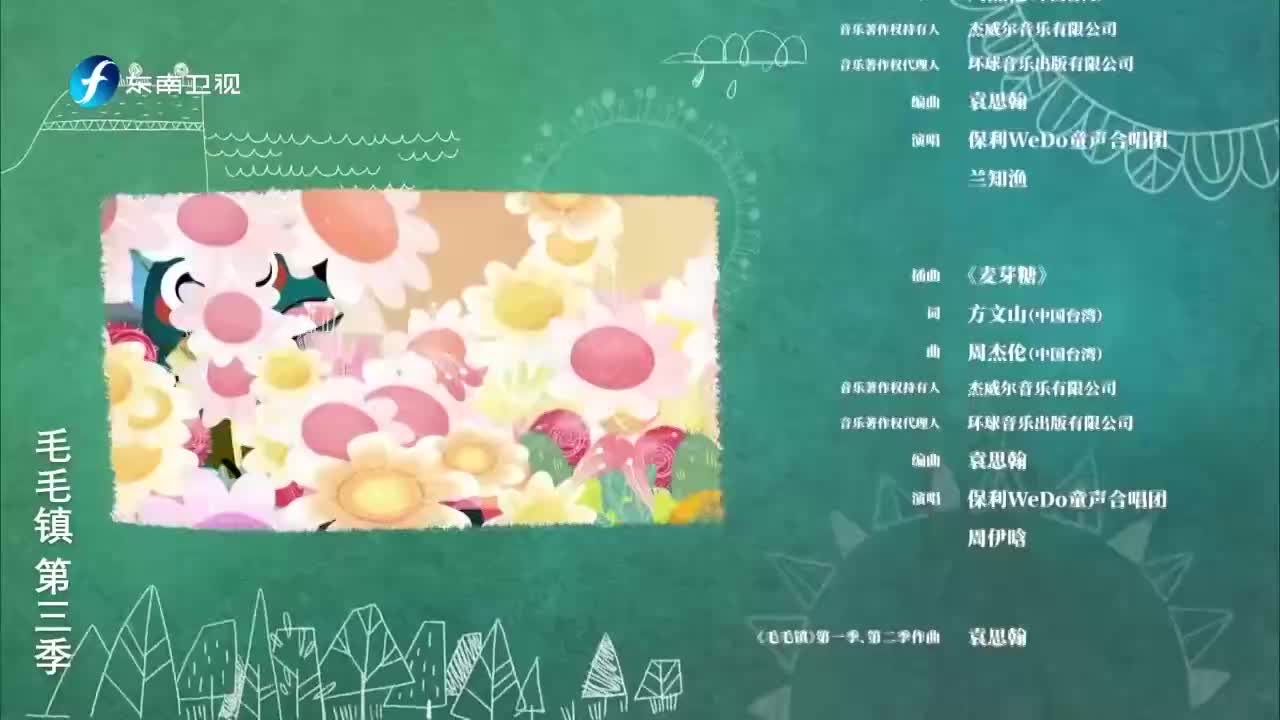 东南卫视
毛毛镇 第三季
音乐著作权持有人 杰威尔音乐有限公司
音乐著作权代理人 环球音乐出版有限公司
编曲 袁思翰
演唱 保利WeDo童声合唱团
兰知渔
插曲 《麦芽糖》
词 方文山(中国台湾)
曲 周杰伦(中国台湾)
音乐著作权持有人 杰威尔音乐有限公司
音乐著作权代理人 环球音乐出版有限公司
编曲 袁思翰
演唱 保利WeDo童声合唱团
周伊晗
《毛毛镇》第一季、第二季作曲 袁思翰